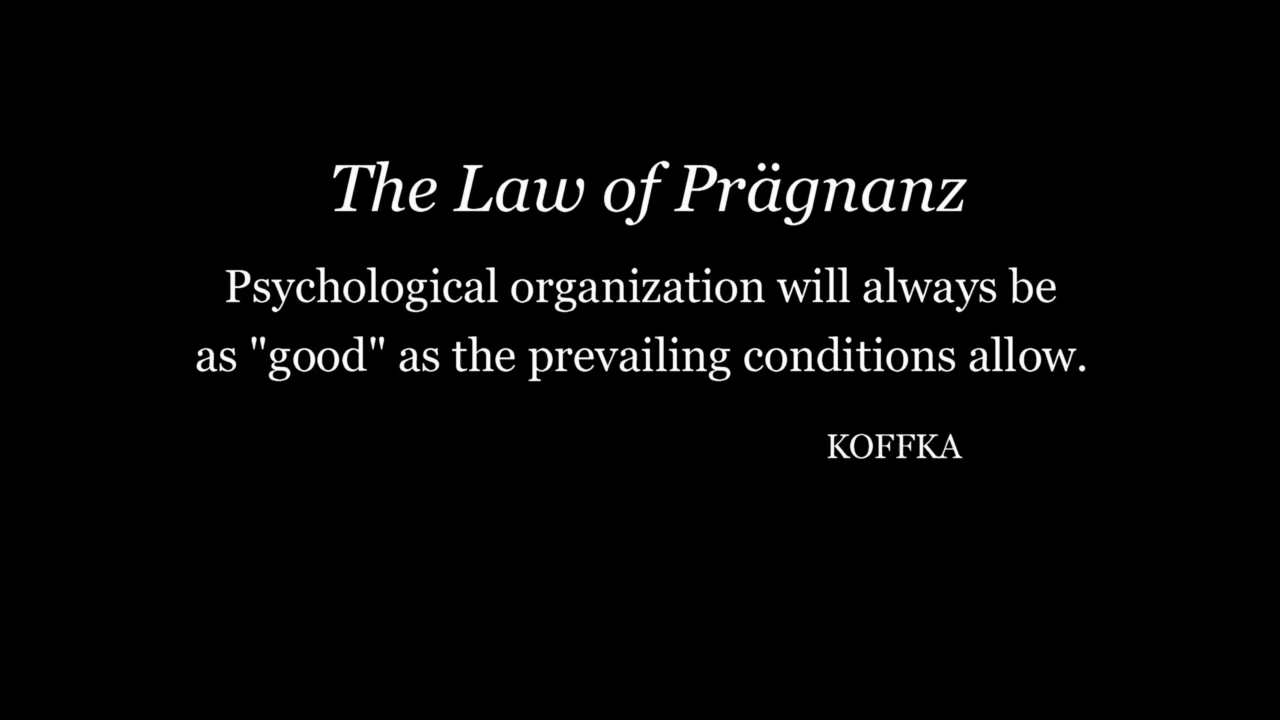 The Law of Prägnanz
Psychological organization will always be
as "good" as the prevailing conditions allow.
KOFFKA